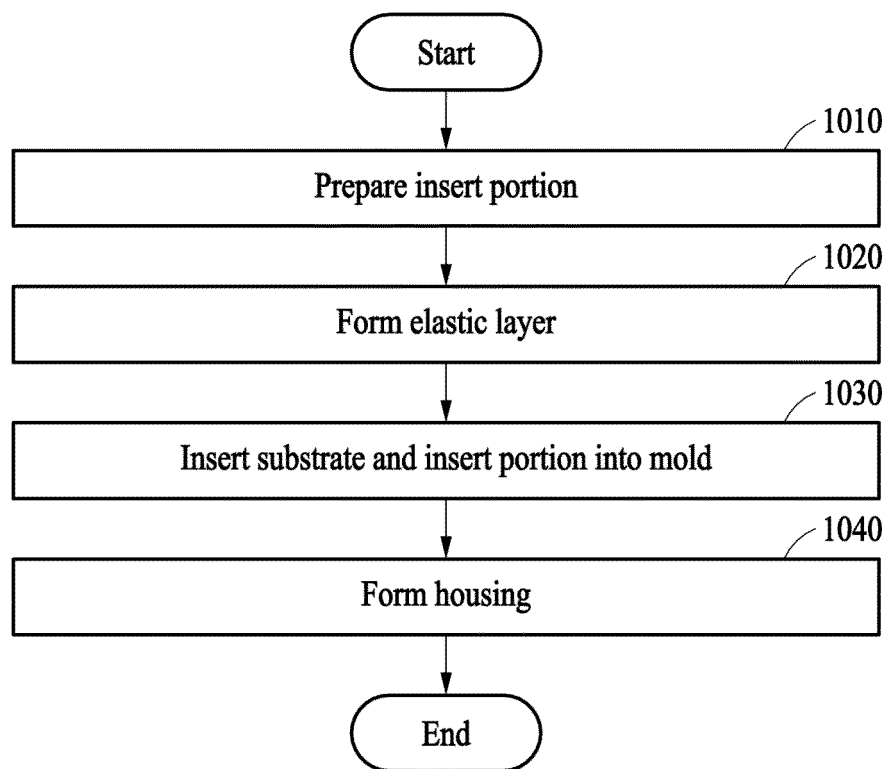 Start
1010
Prepare insert portion
1020
Form elastic layer
1030
Insert substrate and insert portion into mold
1040
Form housing
End